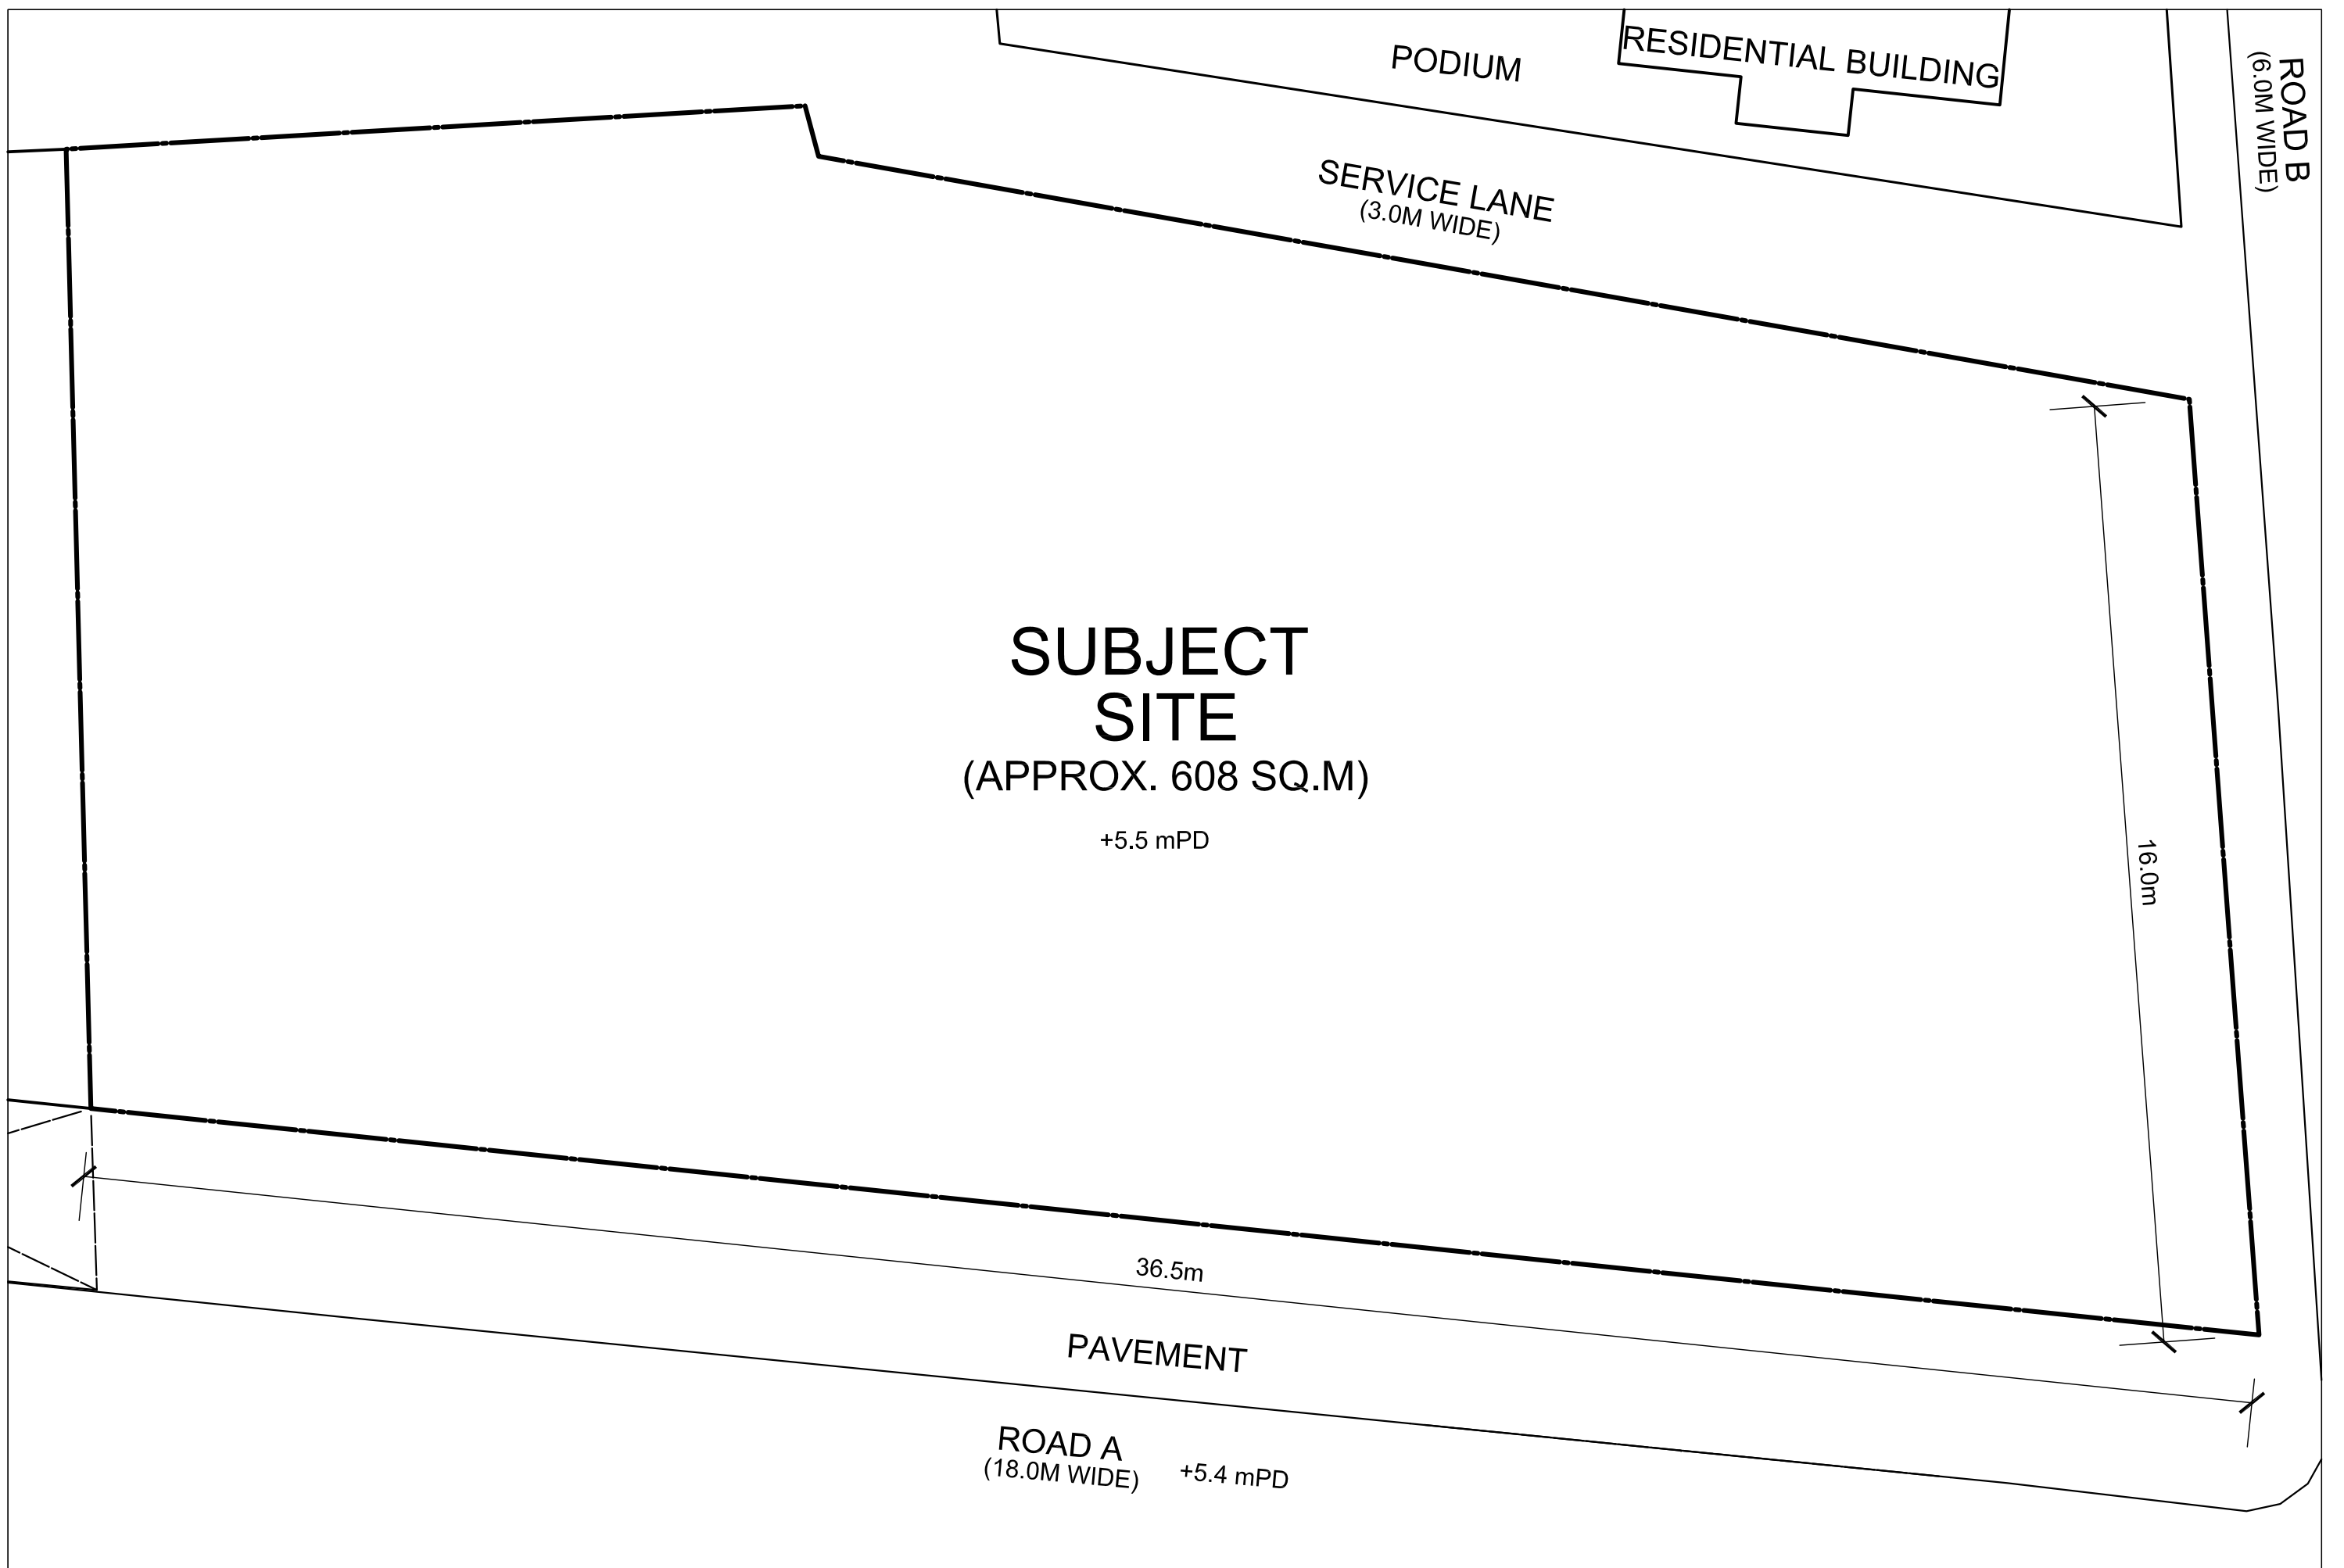 PODIUM
RESIDENTIAL BUILDING
ROAD B
(6.0M WIDE)
SERVICE LANE
(3.0M WIDE)
SUBJECT
SITE
(APPROX. 608 SQ.M)
+5.5 mPD
16.0m
36.5m
PAVEMENT
ROAD A
(18.0M WIDE)
+5.4 mPD